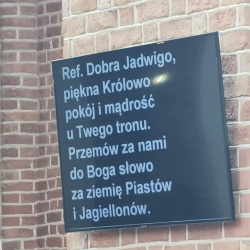 Ref. Dobra Jadwigo,
piękna Królowo
pokój i mądrość
u Twego tronu.
Przemów za nami
do Boga słowo
za ziemię Piastów
i Jagiellonów.